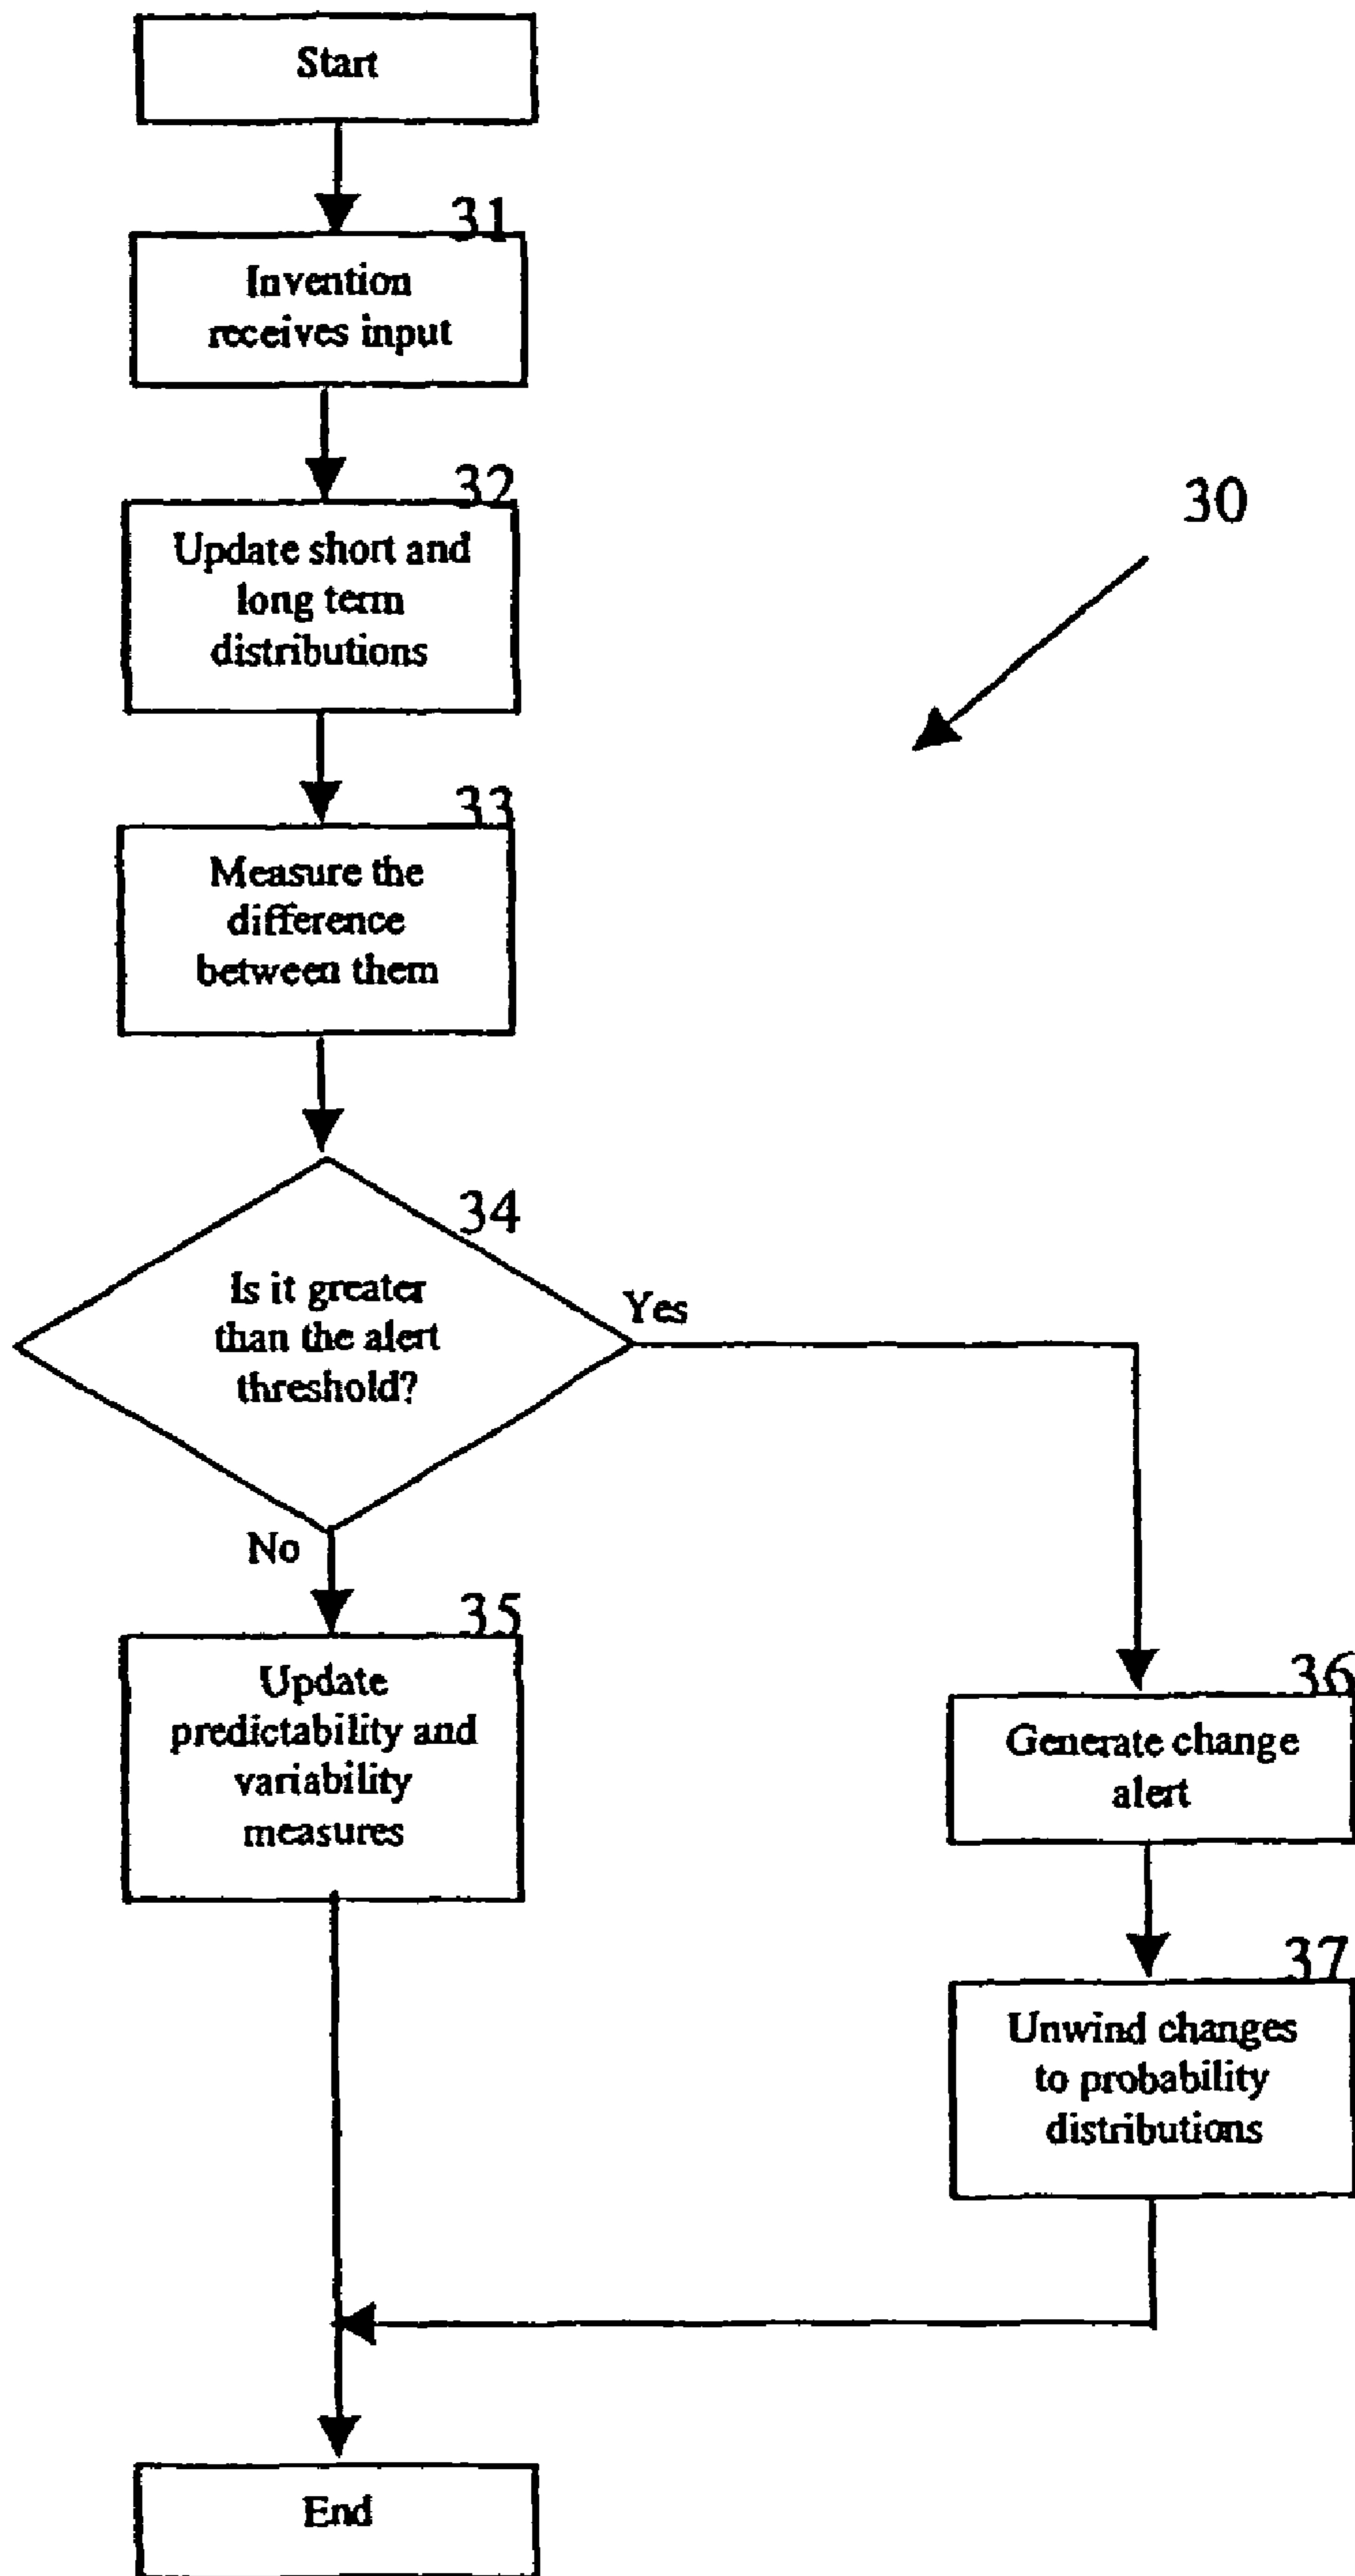 Start
31
Invention
receives input
32
Update short and
long term
distributions
30
33
Measure the
difference
between them
34
Is it greater
than the alert
threshold?
Yes
No
35
Update
predictability and
variability
measures
36
Generate change
alert
37
Unwind changes
to probability
distributions
End